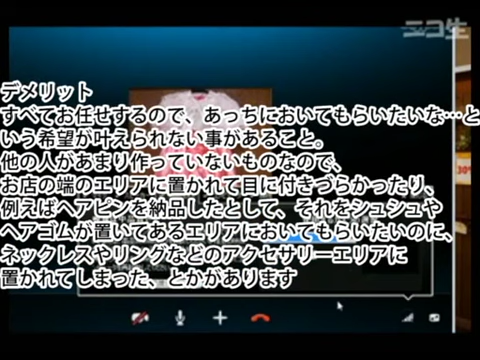 ニコ生
デメリット
すべてお任せするので、あっちにおいてもらいたいな…と
いう希望が叶えられない事があること。
他の人があまり作っていないものなので、
お店の端のエリアに置かれて目に付きづらかったり、
例えばヘアピンを納品したとして、それをシュシュや
ヘアゴムが置いてあるエリアにおいてもらいたいのに、
ネックレスやリングなどのアクセサリーエリアに
置かれてしまった、とかがあります